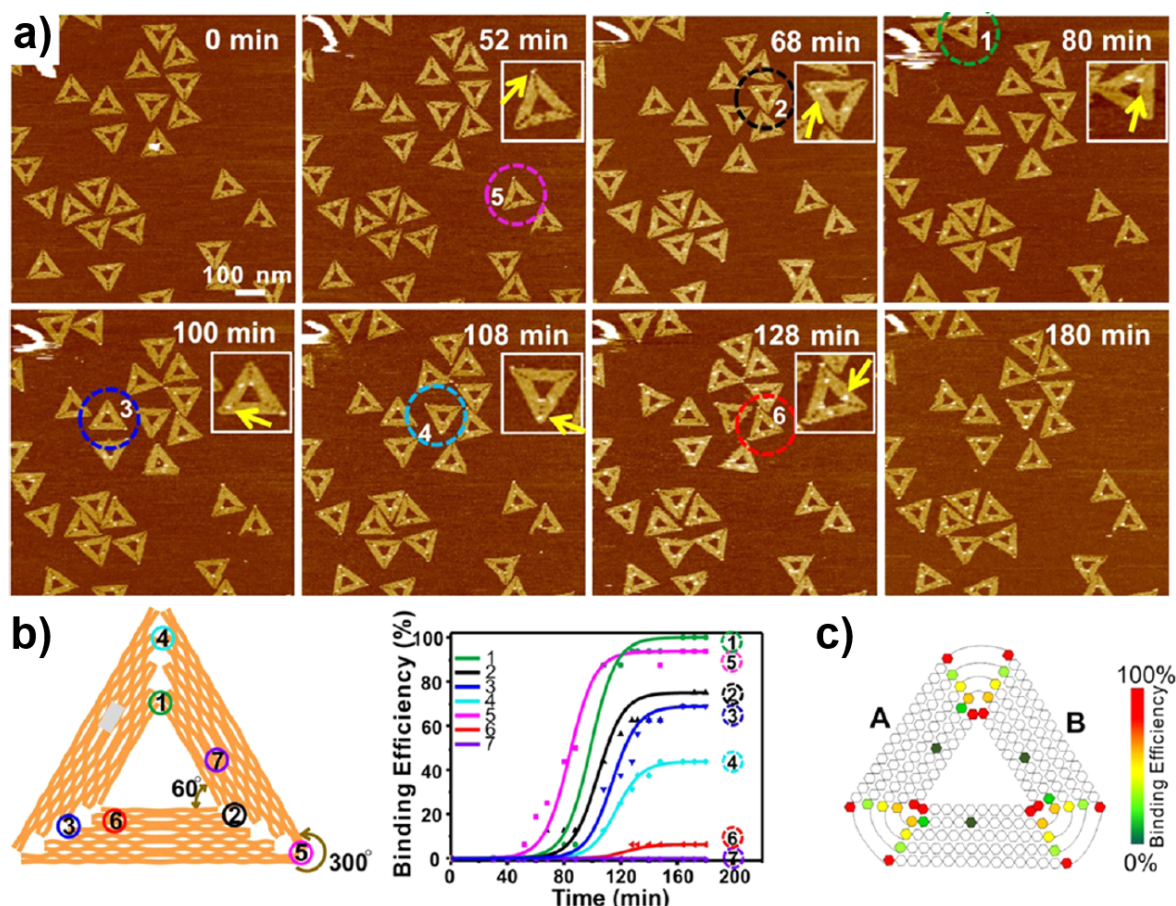 a)
0 min
52 min
5
68 min
2
80 min
1
100 nm
100 min
3
108 min
4
128 min
6
180 min
b)
4
1
7
60°
3
6
2
5
300°
Binding Efficiency (%)
100
80
40
0
1
2
3
4
5
6
7
1
5
2
3
4
6
7
0 40 80 120 160 200
Time (min)
c)
A
B
100%
Binding Efficiency
0%